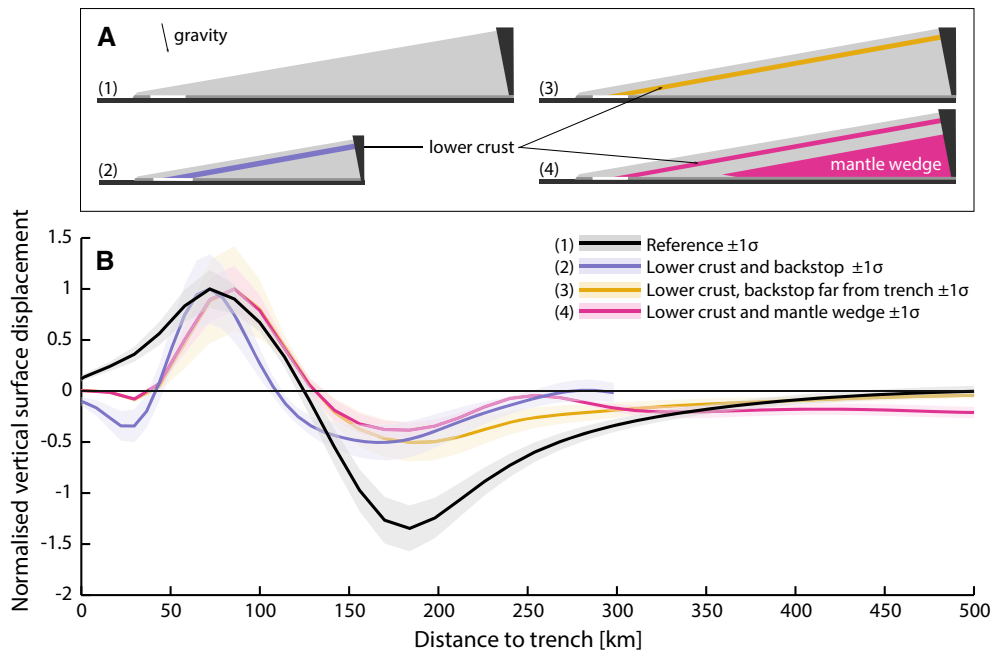 A
gravity
(1)
(3)
(2)
lower crust
(4)
mantle wedge
B
(1) Reference ±1σ
(2) Lower crust and backstop ±1σ
(3) Lower crust, backstop far from trench ±1σ
(4) Lower crust and mantle wedge ±1σ
Normalised vertical surface displacement
1.5
1
0.5
0
-0.5
-1
-1.5
-2
0 50 100 150 200 250 300 350 400 450 500
Distance to trench [km]